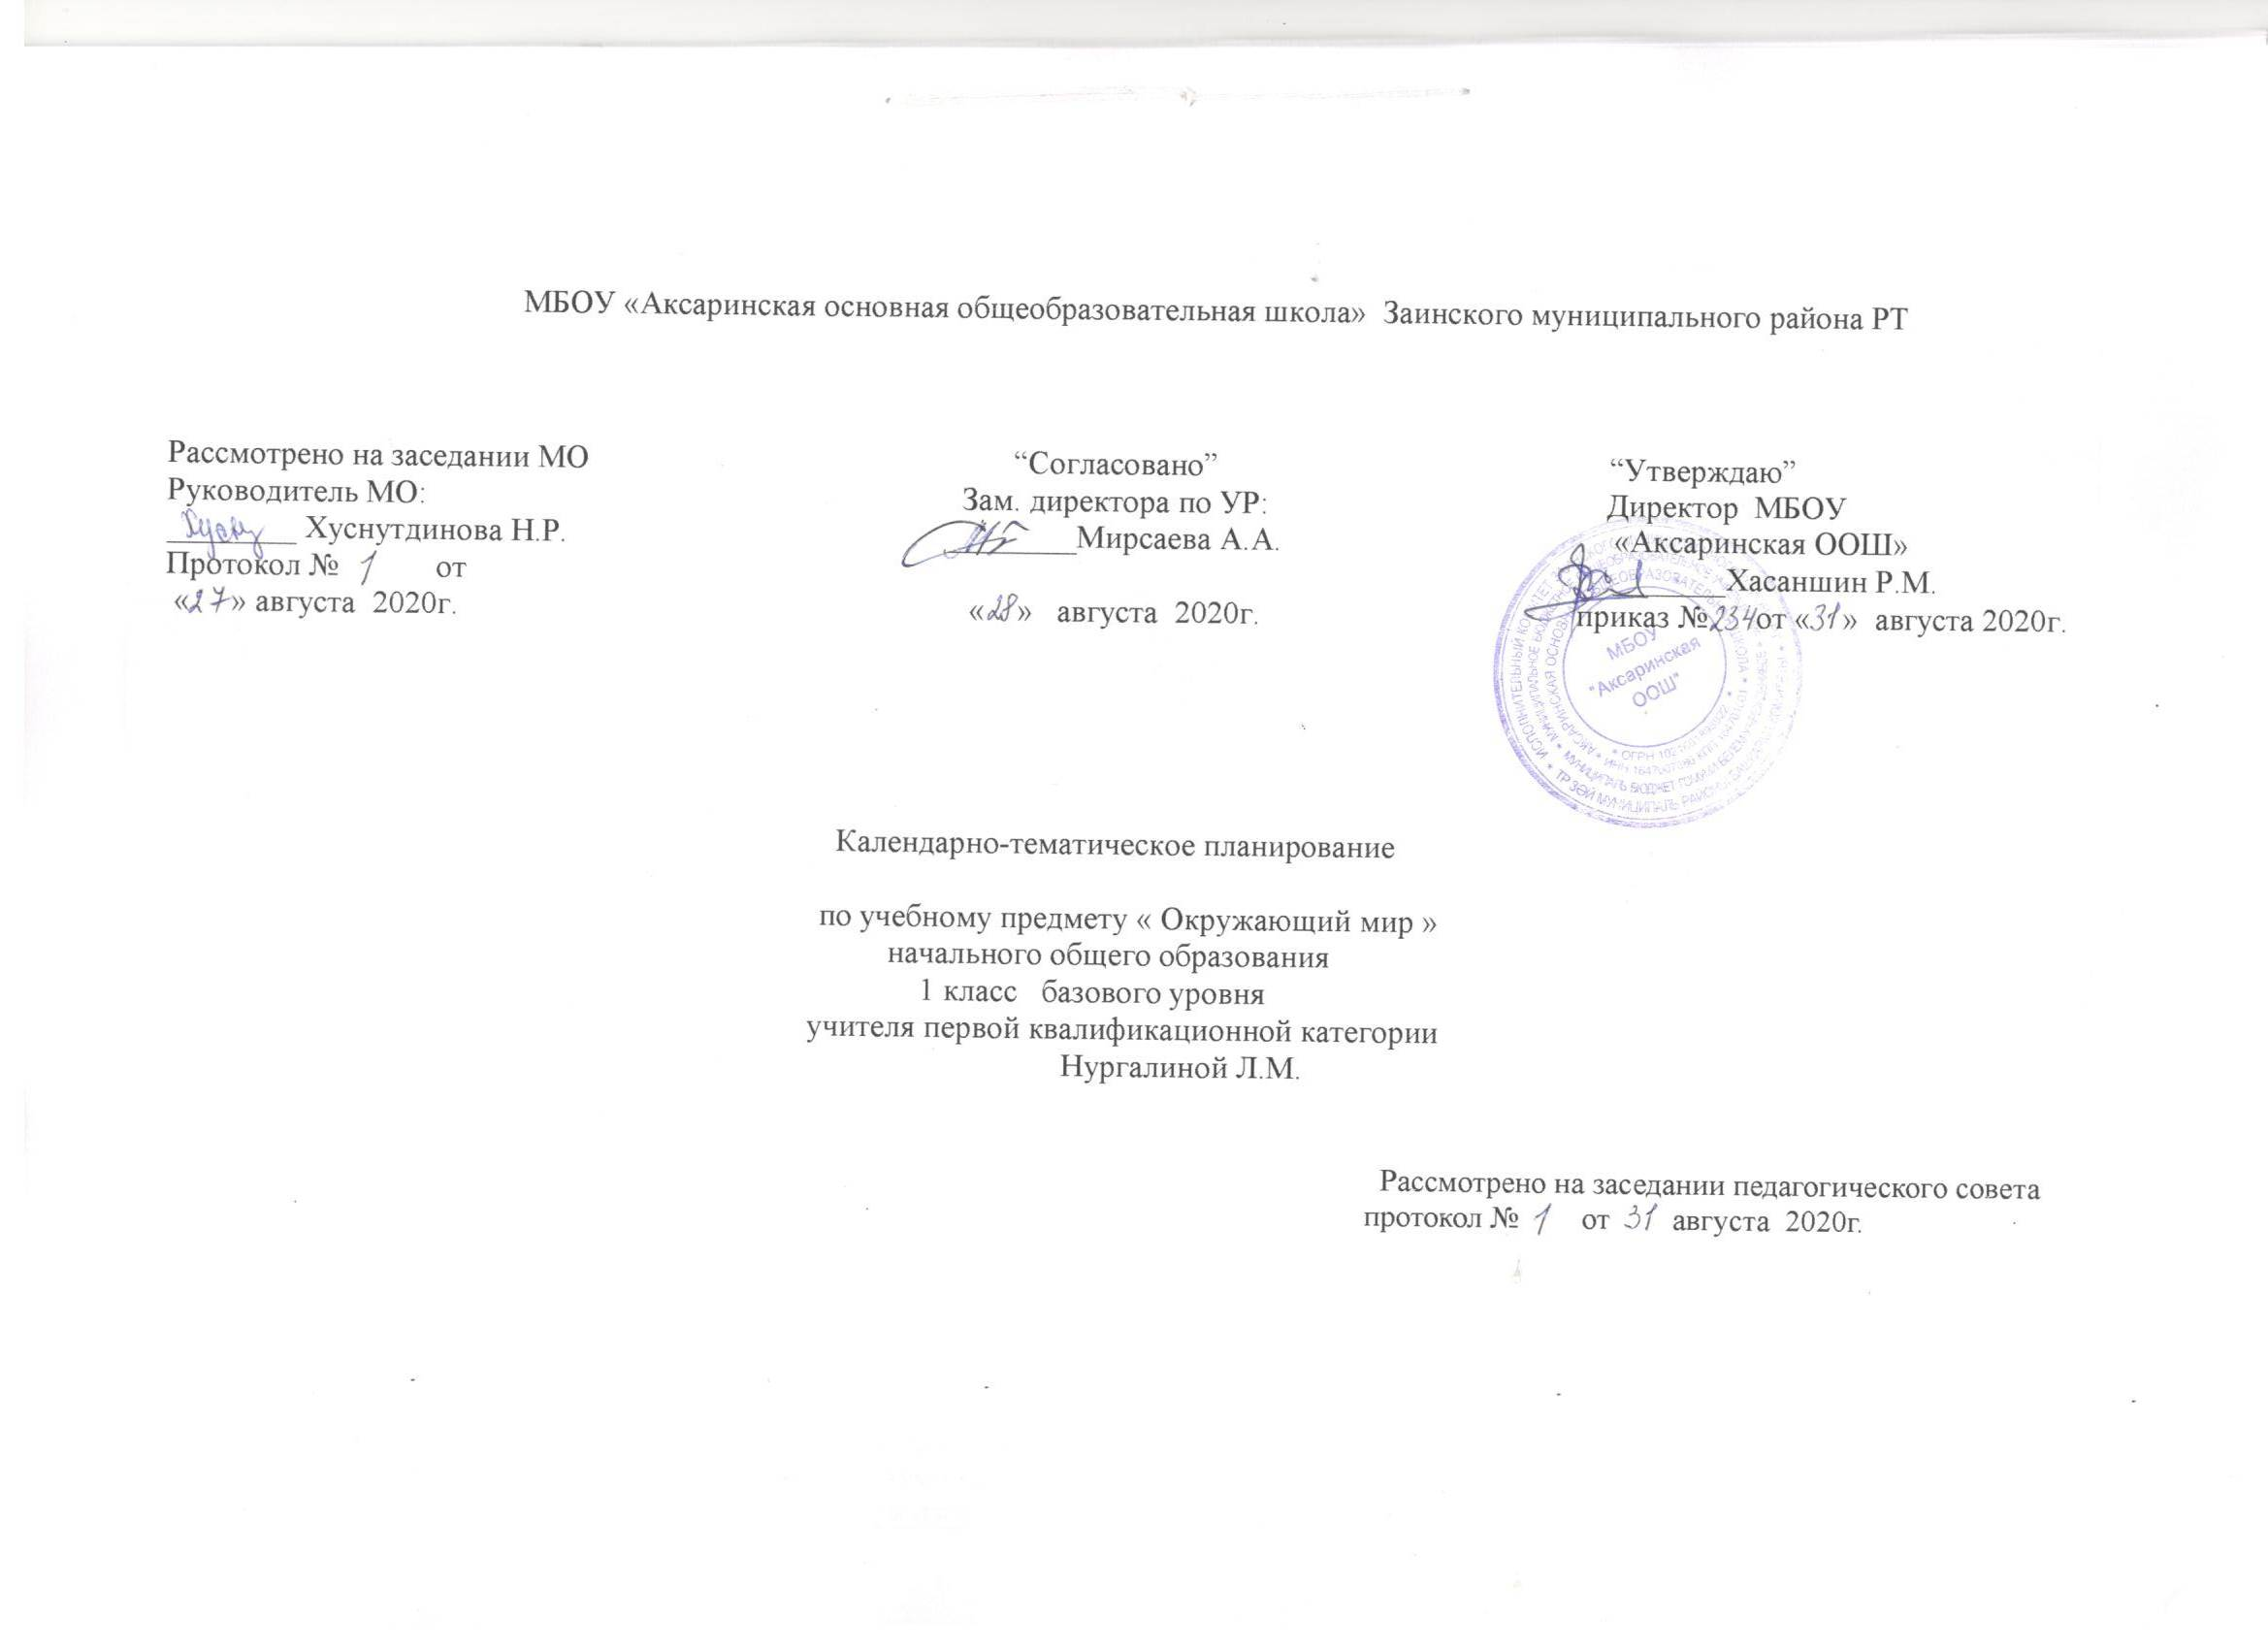 МБОУ «Аксаринская основная общеобразовательная школа» Заинского муниципального района РТ
Рассмотрено на заседании МО
Руководитель МО:
_________ Хуснутдинова Н.Р.
Протокол № 1 от
«27» августа 2020г.
“Согласовано”
Зам. директора по УР:
_________Мирсаева А.А.
«28» августа 2020г.
“Утверждаю”
Директор МБОУ
«Аксаринская ООШ»
_________Хасаншин Р.М.
приказ №234от «31» августа 2020г.
МБОУ
"Аксаринская
ООШ"
Календарно-тематическое планирование
по учебному предмету « Окружающий мир »
начального общего образования
1 класс базового уровня
учителя первой квалификационной категории
Нургалиной Л.М.
Рассмотрено на заседании педагогического совета
протокол № 1 от 31 августа 2020г.